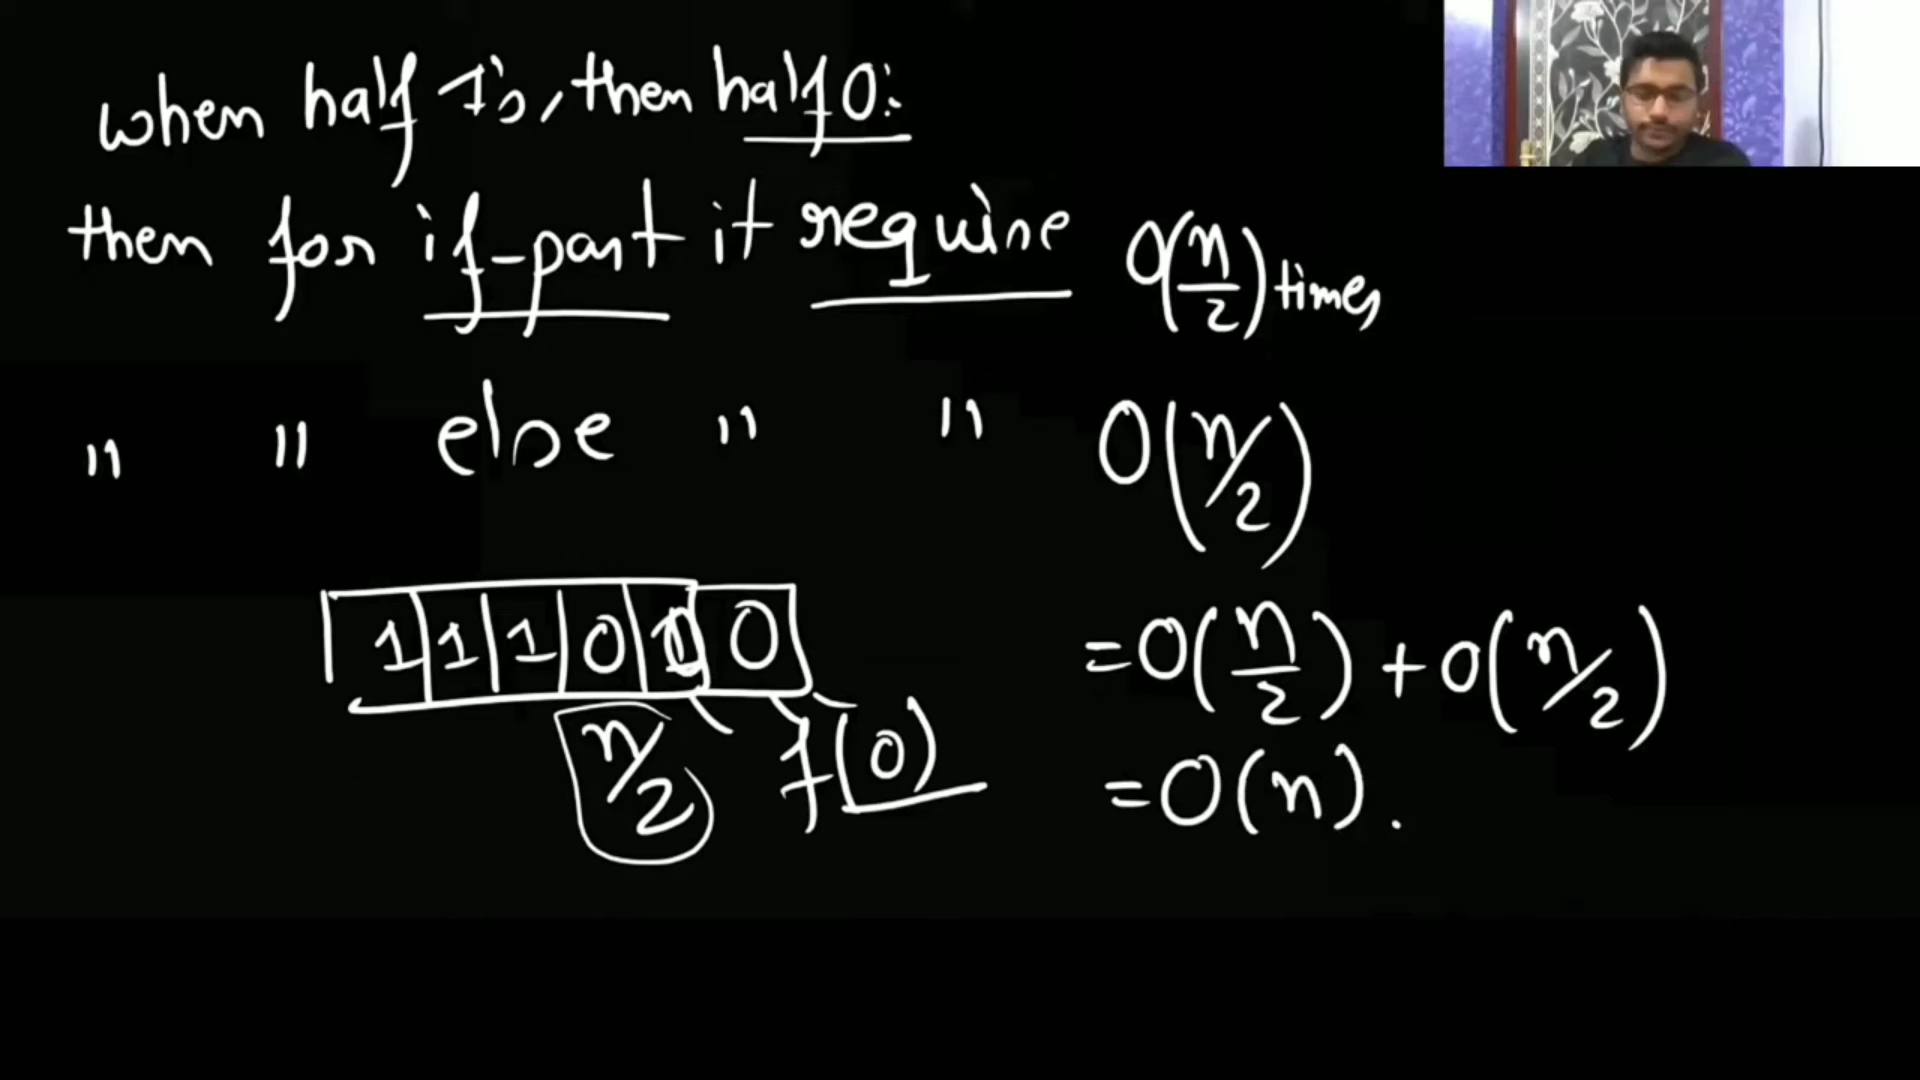 when half 1's, then half 0:
then for if-part it require O(n/2) times
" " else " " O(n/2)
1 1 1 0 0 0
= O(n/2) + O(n/2)
n/2 f(0)
= O(n).